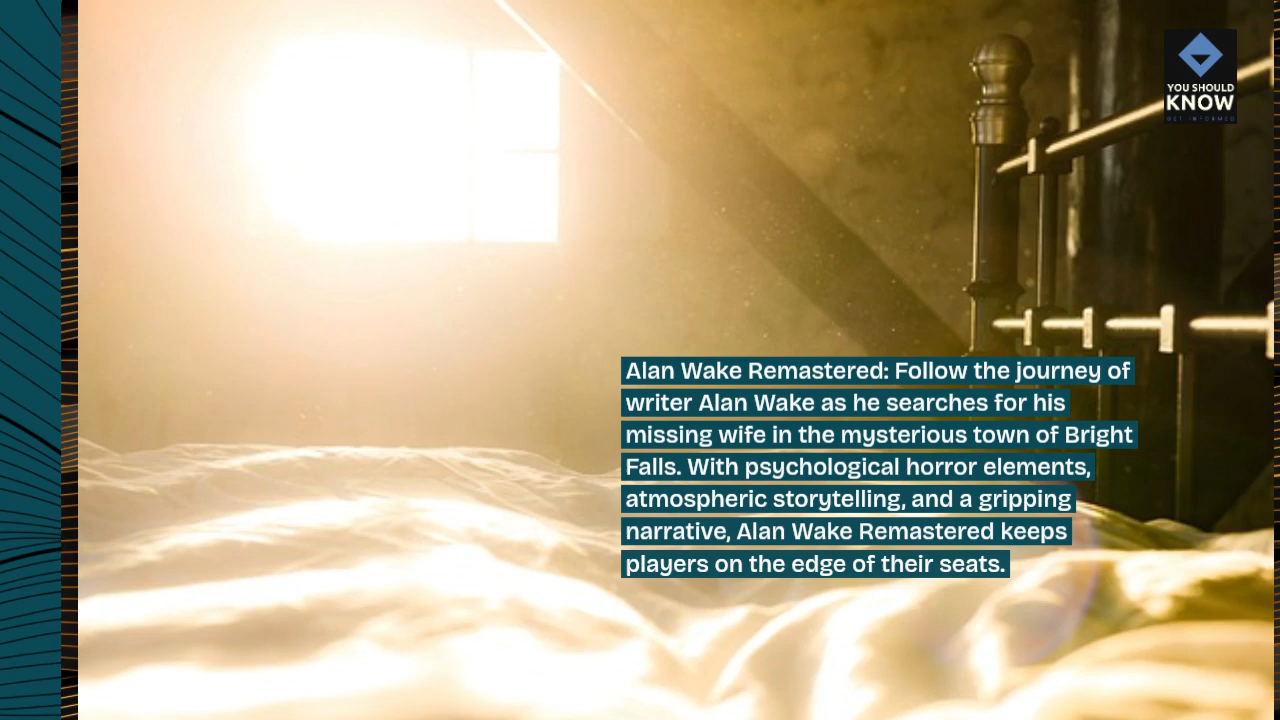 YOU SHOULD
KNOW
GET INFORMED
Alan Wake Remastered: Follow the journey of
writer Alan Wake as he searches for his
missing wife in the mysterious town of Bright
Falls. With psychological horror elements,
atmospheric storytelling, and a gripping
narrative, Alan Wake Remastered keeps
players on the edge of their seats.